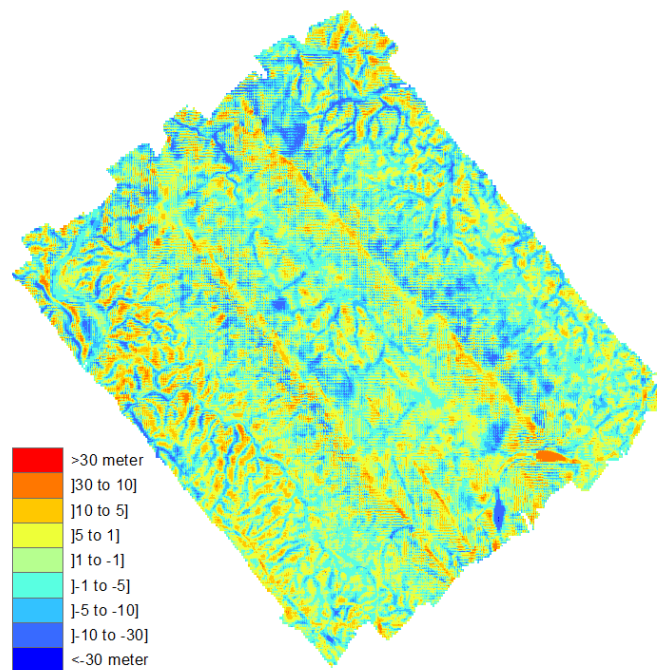 >30 meter
]30 to 10]
]10 to 5]
]5 to 1]
]1 to -1]
]-1 to -5]
]-5 to -10]
]-10 to -30]
<-30 meter